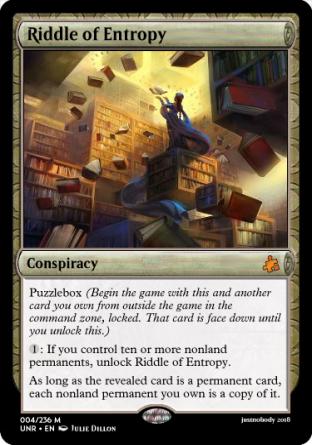 Riddle of Entropy
Conspiracy
Puzzlebox (Begin the game with this and another
card you own from outside the game in the
command zone, locked. That card is face down until
you unlock this.)
1: If you control ten or more nonland
permanents, unlock Riddle of Entropy.
As long as the revealed card is a permanent card,
each nonland permanent you own is a copy of it.
004/236 M
UNR • EN JULIE DILLON
justnobody 2018